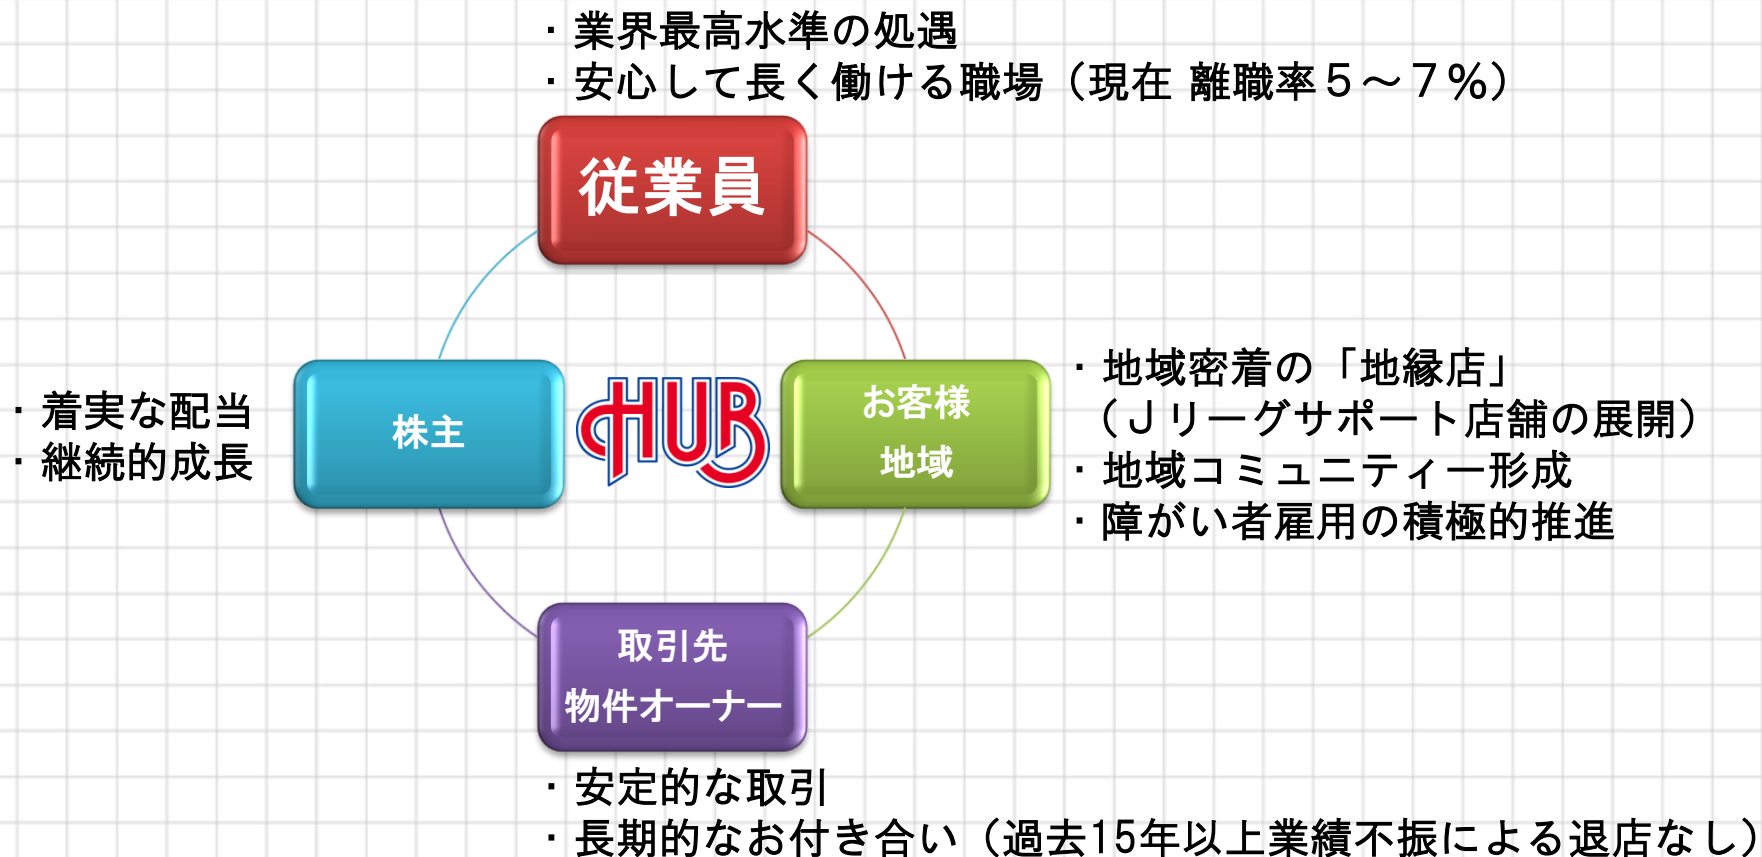 ・業界最高水準の処遇
・安心して長く働ける職場（現在 離職率５～７％）
従業員
・着実な配当
・継続的成長
株主
HUB
お客様
地域
・地域密着の「地縁店」
（Ｊリーグサポート店舗の展開）
・地域コミュニティー形成
・障がい者雇用の積極的推進
取引先
物件オーナー
・安定的な取引
・長期的なお付き合い（過去15年以上業績不振による退店なし）